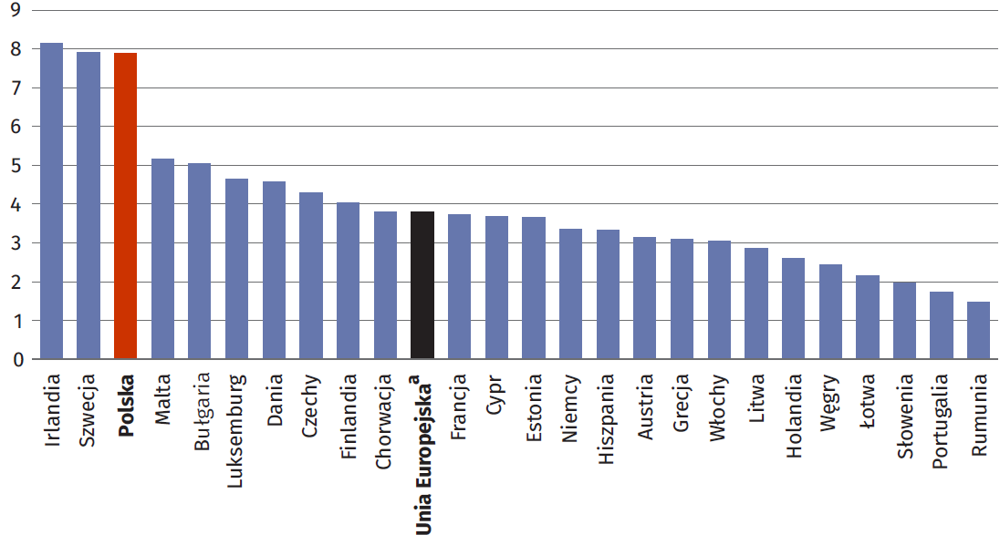 9
8
7
6
5
4
3
2
1
0
Irlandia
Szwecja
Polska
Malta
Bułgaria
Luksemburg
Dania
Czechy
Finlandia
Chorwacja
Unia Europejskaª
Francja
Cypr
Estonia
Niemcy
Hiszpania
Austria
Grecja
Włochy
Litwa
Holandia
Węgry
Łotwa
Słowenia
Portugalia
Rumunia